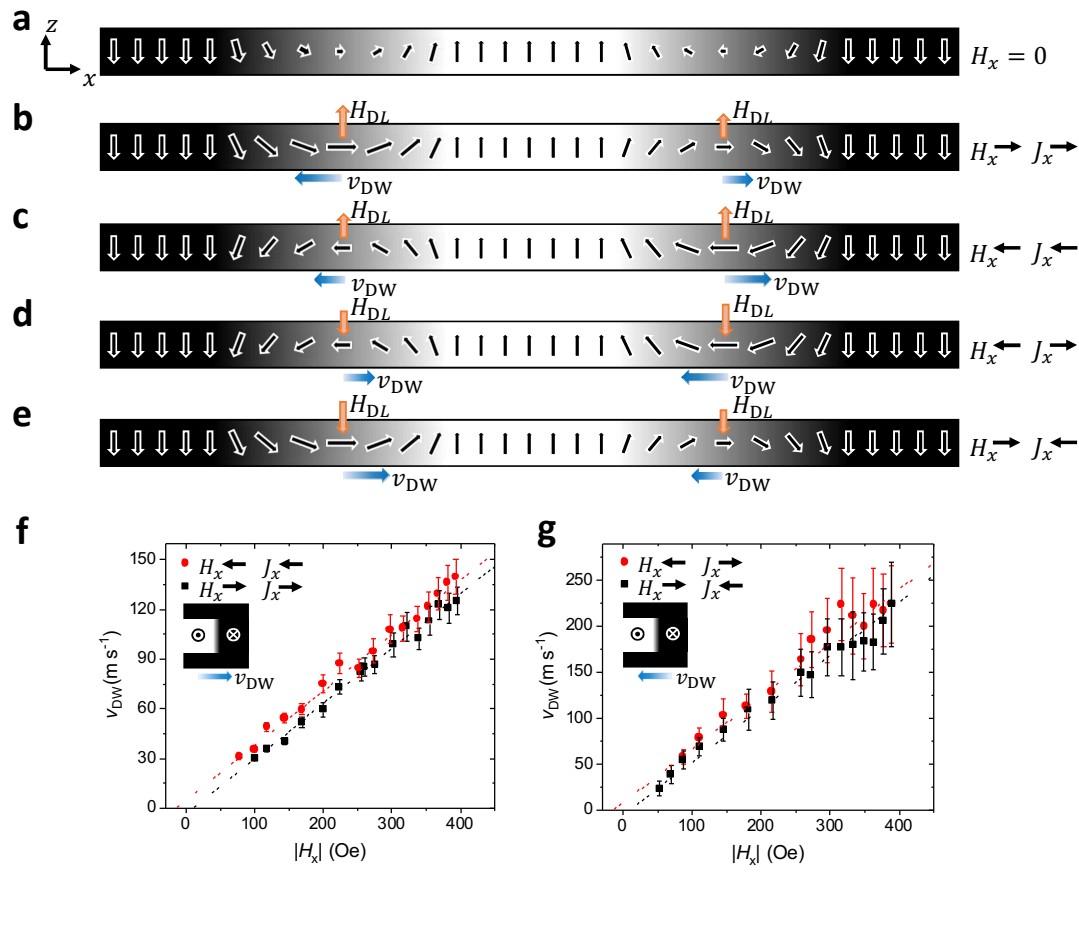 a
z
x
H_x = 0
b
H_DL H_DL
H_x → J_x →
v_DW v_DW
c
H_DL H_DL
H_x ← J_x ←
v_DW v_DW
d
H_DL H_DL
H_x ← J_x →
v_DW v_DW
e
H_DL H_DL
H_x → J_x ←
v_DW v_DW
f
150
120
90
60
30
0
v_DW (m s⁻¹)
H_x ← J_x ←
H_x → J_x →
v_DW
0 100 200 300 400
|H_x| (Oe)
g
250
200
150
100
50
0
v_DW (m s⁻¹)
H_x ← J_x →
H_x → J_x ←
v_DW
0 100 200 300 400
|H_x| (Oe)